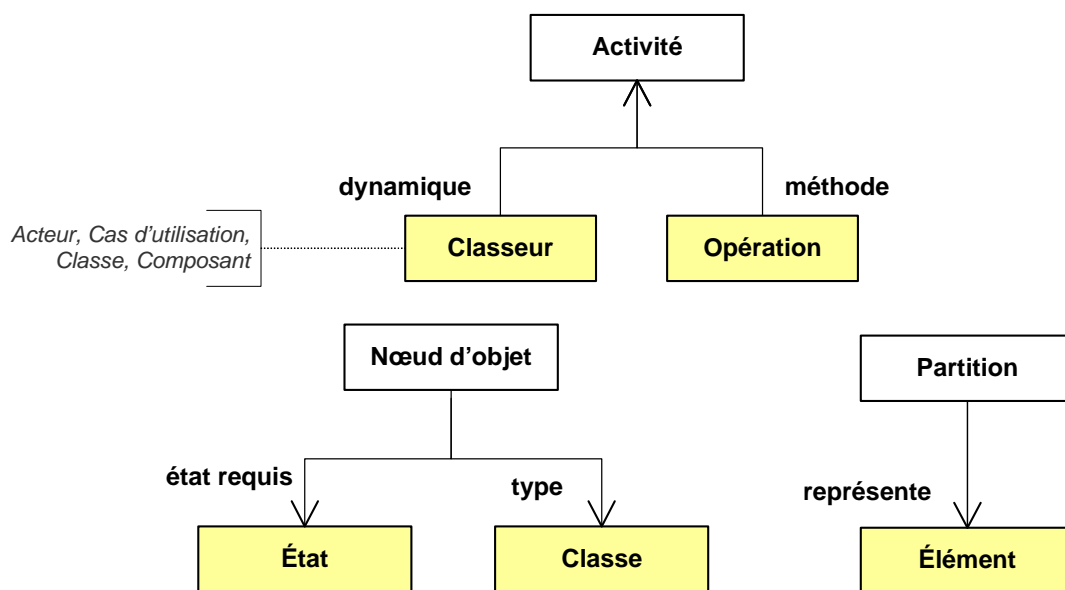 Activité
dynamique
méthode
Acteur, Cas d’utilisation,
Classe, Composant
Classeur
Opération
Nœud d’objet
Partition
état requis
type
représente
État
Classe
Élément